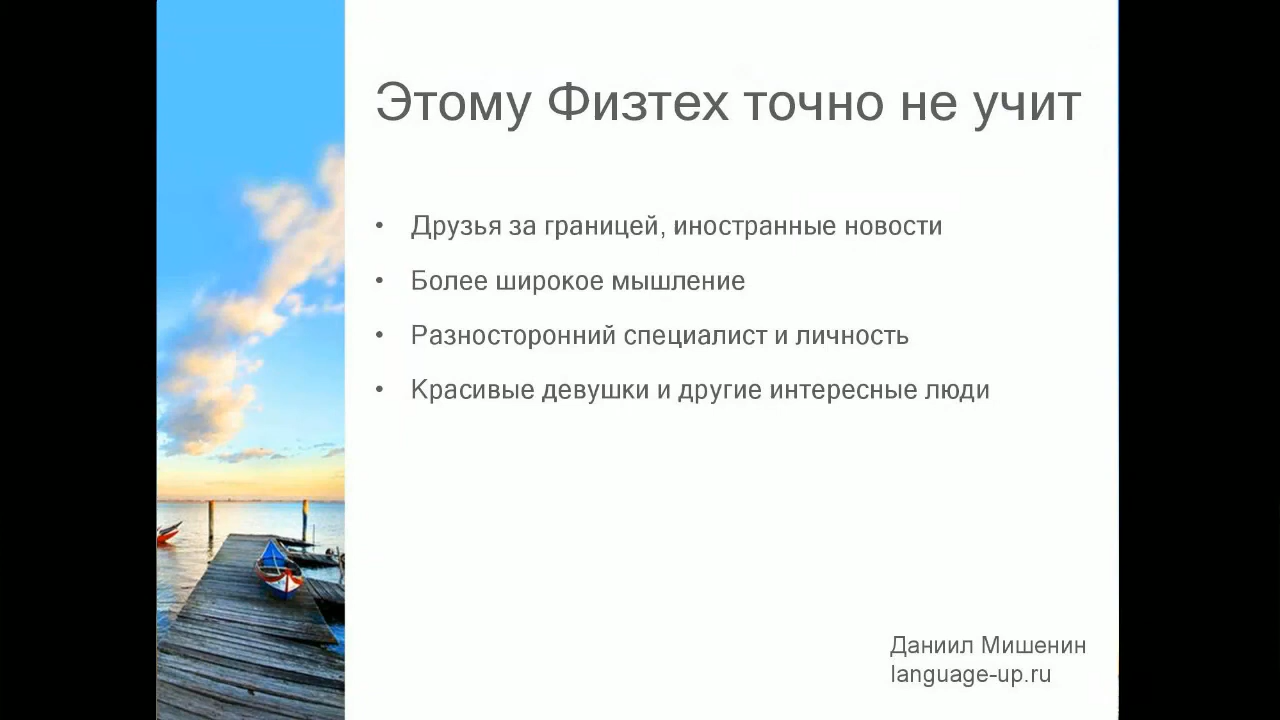 Этому Физтех точно не учит
• Друзья за границей, иностранные новости
• Более широкое мышление
• Разносторонний специалист и личность
• Красивые девушки и другие интересные люди
Даниил Мишенин
language-up.ru